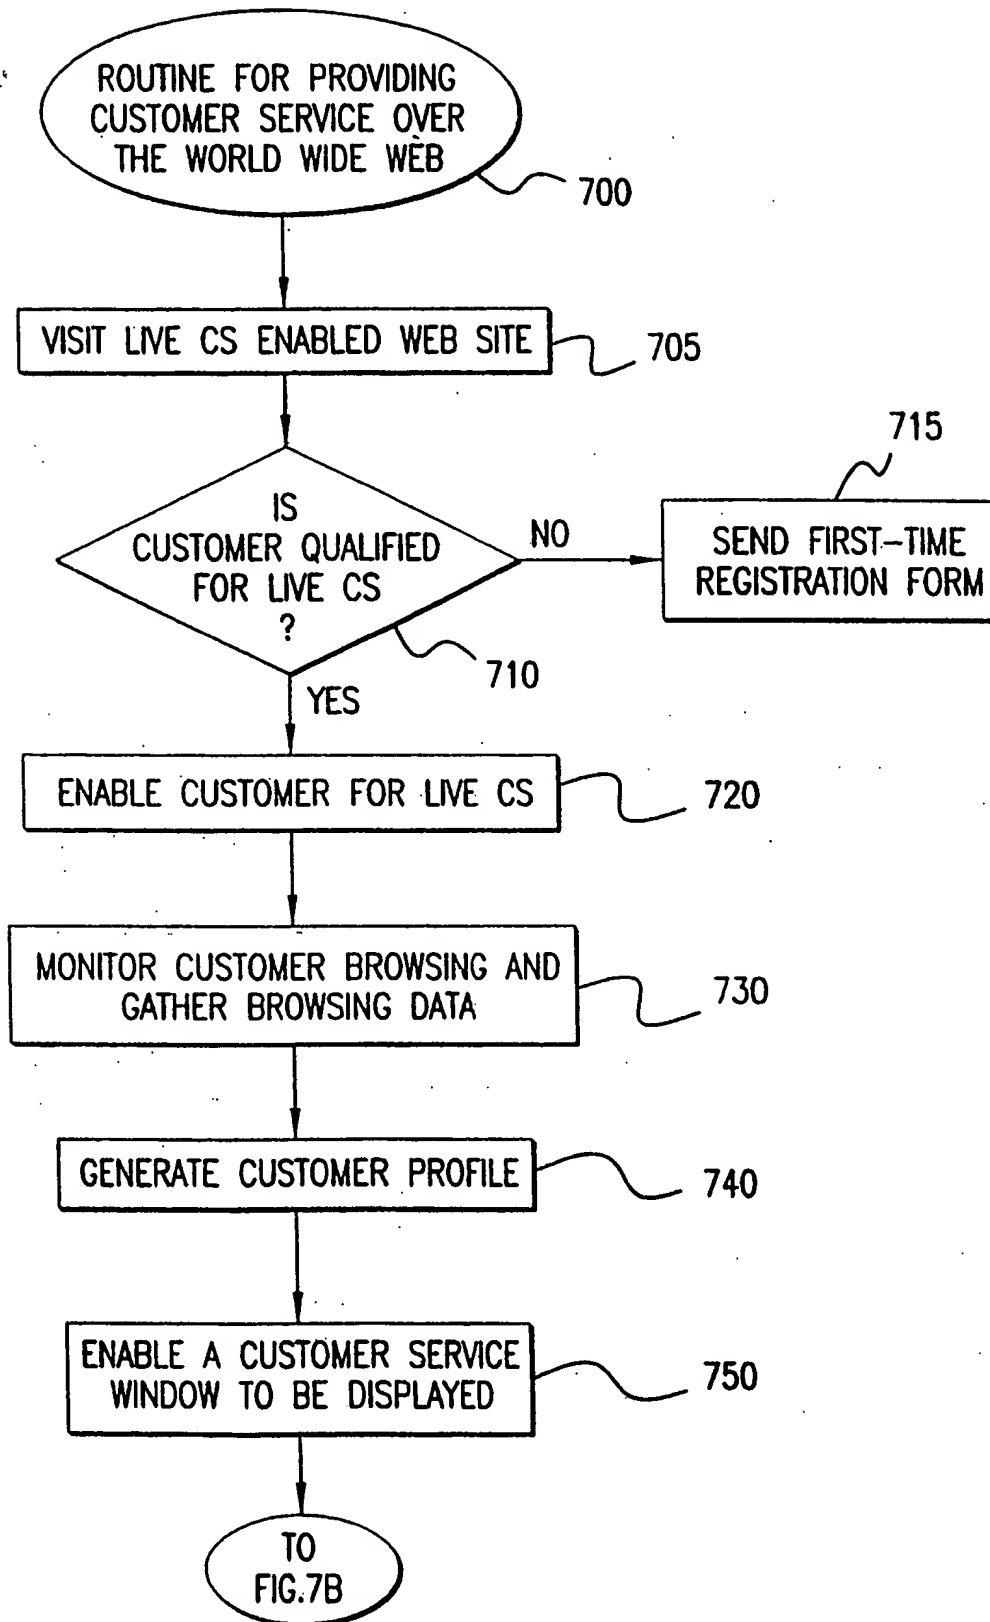 ROUTINE FOR PROVIDING
CUSTOMER SERVICE OVER
THE WORLD WIDE WEB
700
VISIT LIVE CS ENABLED WEB SITE
705
715
IS
CUSTOMER QUALIFIED
FOR LIVE CS
?
NO
SEND FIRST-TIME
REGISTRATION FORM
710
YES
ENABLE CUSTOMER FOR LIVE CS
720
MONITOR CUSTOMER BROWSING AND
GATHER BROWSING DATA
730
GENERATE CUSTOMER PROFILE
740
ENABLE A CUSTOMER SERVICE
WINDOW TO BE DISPLAYED
750
TO
FIG.7B